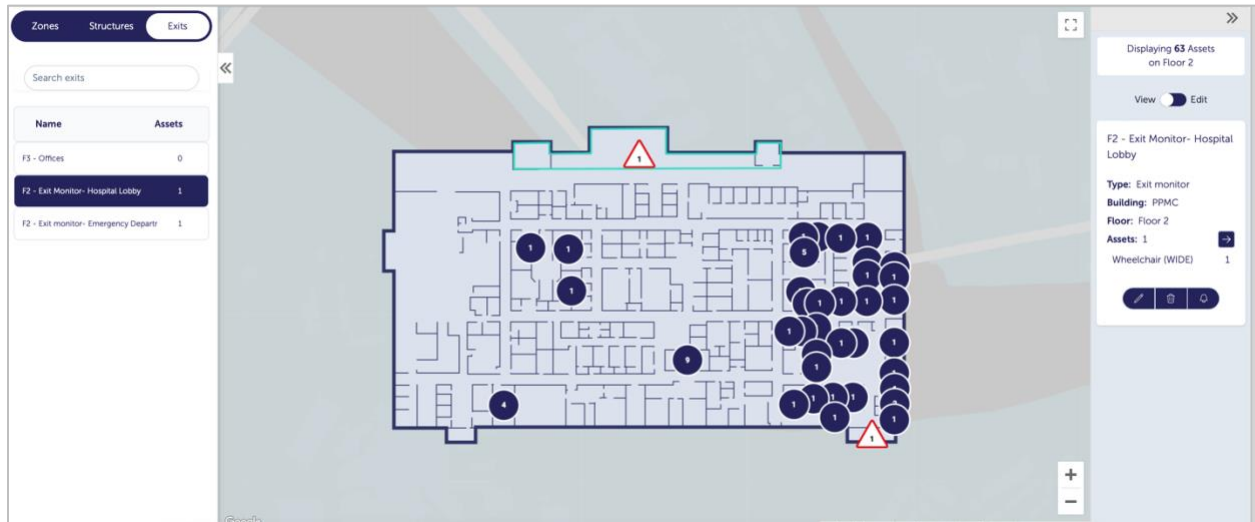 Zones Structures Exits
Search exits
Name Assets
F3 - Offices 0
F2 - Exit Monitor- Hospital Lobby 1
F2 - Exit monitor- Emergency Departr 1
1
1 1
1
4
9
1 1
5
1 1
1 1 1 1
1 1 1
1
1 1 1 1
1 1
1
Displaying 63 Assets
on Floor 2
View Edit
F2 - Exit Monitor- Hospital
Lobby
Type: Exit monitor
Building: PPMC
Floor: Floor 2
Assets: 1
Wheelchair (WIDE) 1